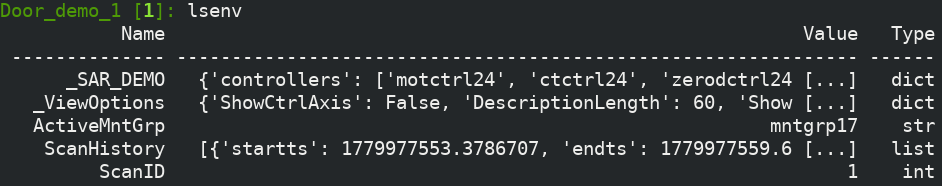 Door_demo_1 [1]: lsenv
Name Value Type
-------------- ------------------------------------------------------------ ------
_SAR_DEMO {'controllers': ['motctrl24', 'ctctrl24', 'zerodctrl24 [...] dict
_ViewOptions {'ShowCtrlAxis': False, 'DescriptionLength': 60, 'Show [...] dict
ActiveMntGrp mntgrp17 str
ScanHistory [{'startts': 1779977553.3786707, 'endts': 1779977559.6 [...] list
ScanID 1 int